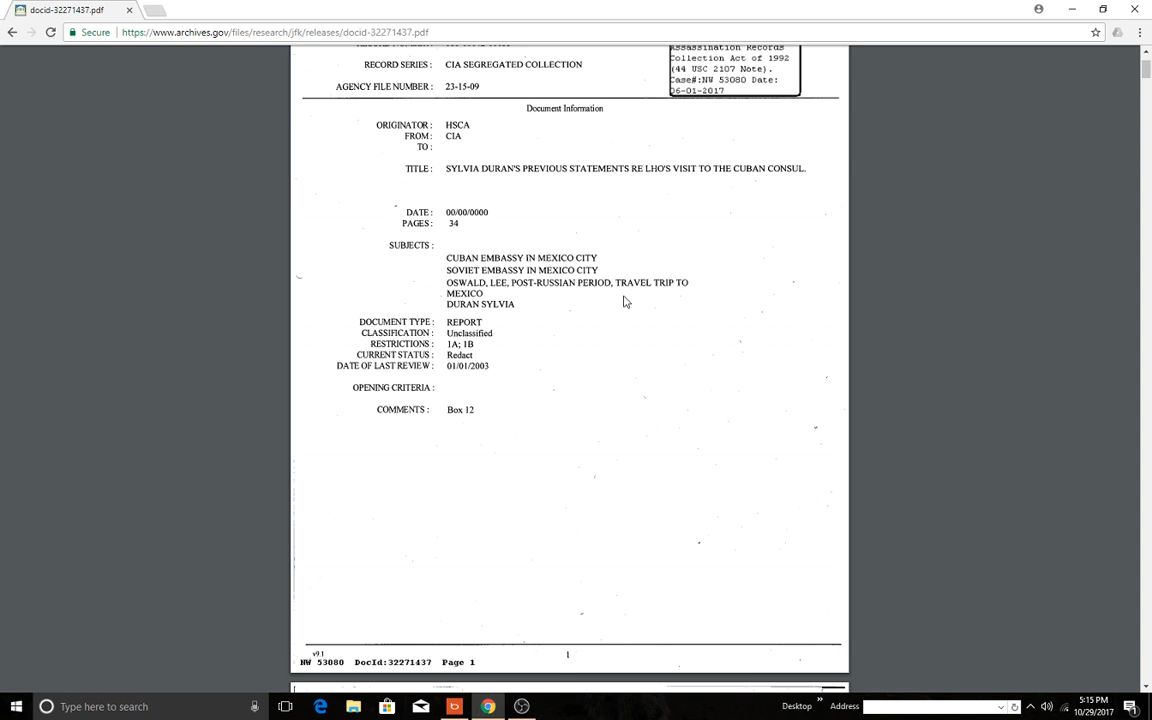 docid-32271437.pdf
Secure
https://www.archives.gov/files/research/jfk/releases/docid-32271437.pdf
Assassination Records
Collection Act of 1992
(44 USC 2107 Note).
Case#:NW 53080 Date:
06-01-2017
RECORD SERIES : CIA SEGREGATED COLLECTION
AGENCY FILE NUMBER : 23-15-09
Document Information
ORIGINATOR : HSCA
FROM : CIA
TO :
TITLE : SYLVIA DURAN'S PREVIOUS STATEMENTS RE LHO'S VISIT TO THE CUBAN CONSUL.
DATE : 00/00/0000
PAGES : 34
SUBJECTS :
CUBAN EMBASSY IN MEXICO CITY
SOVIET EMBASSY IN MEXICO CITY
OSWALD, LEE, POST-RUSSIAN PERIOD, TRAVEL TRIP TO
MEXICO
DURAN SYLVIA
DOCUMENT TYPE : REPORT
CLASSIFICATION : Unclassified
RESTRICTIONS : 1A; 1B
CURRENT STATUS : Redact
DATE OF LAST REVIEW : 01/01/2003
OPENING CRITERIA :
COMMENTS : Box 12
v9.1
1
NW 53080 DocId:32271437 Page 1
Type here to search
Desktop
Address
5:15 PM
10/29/2017